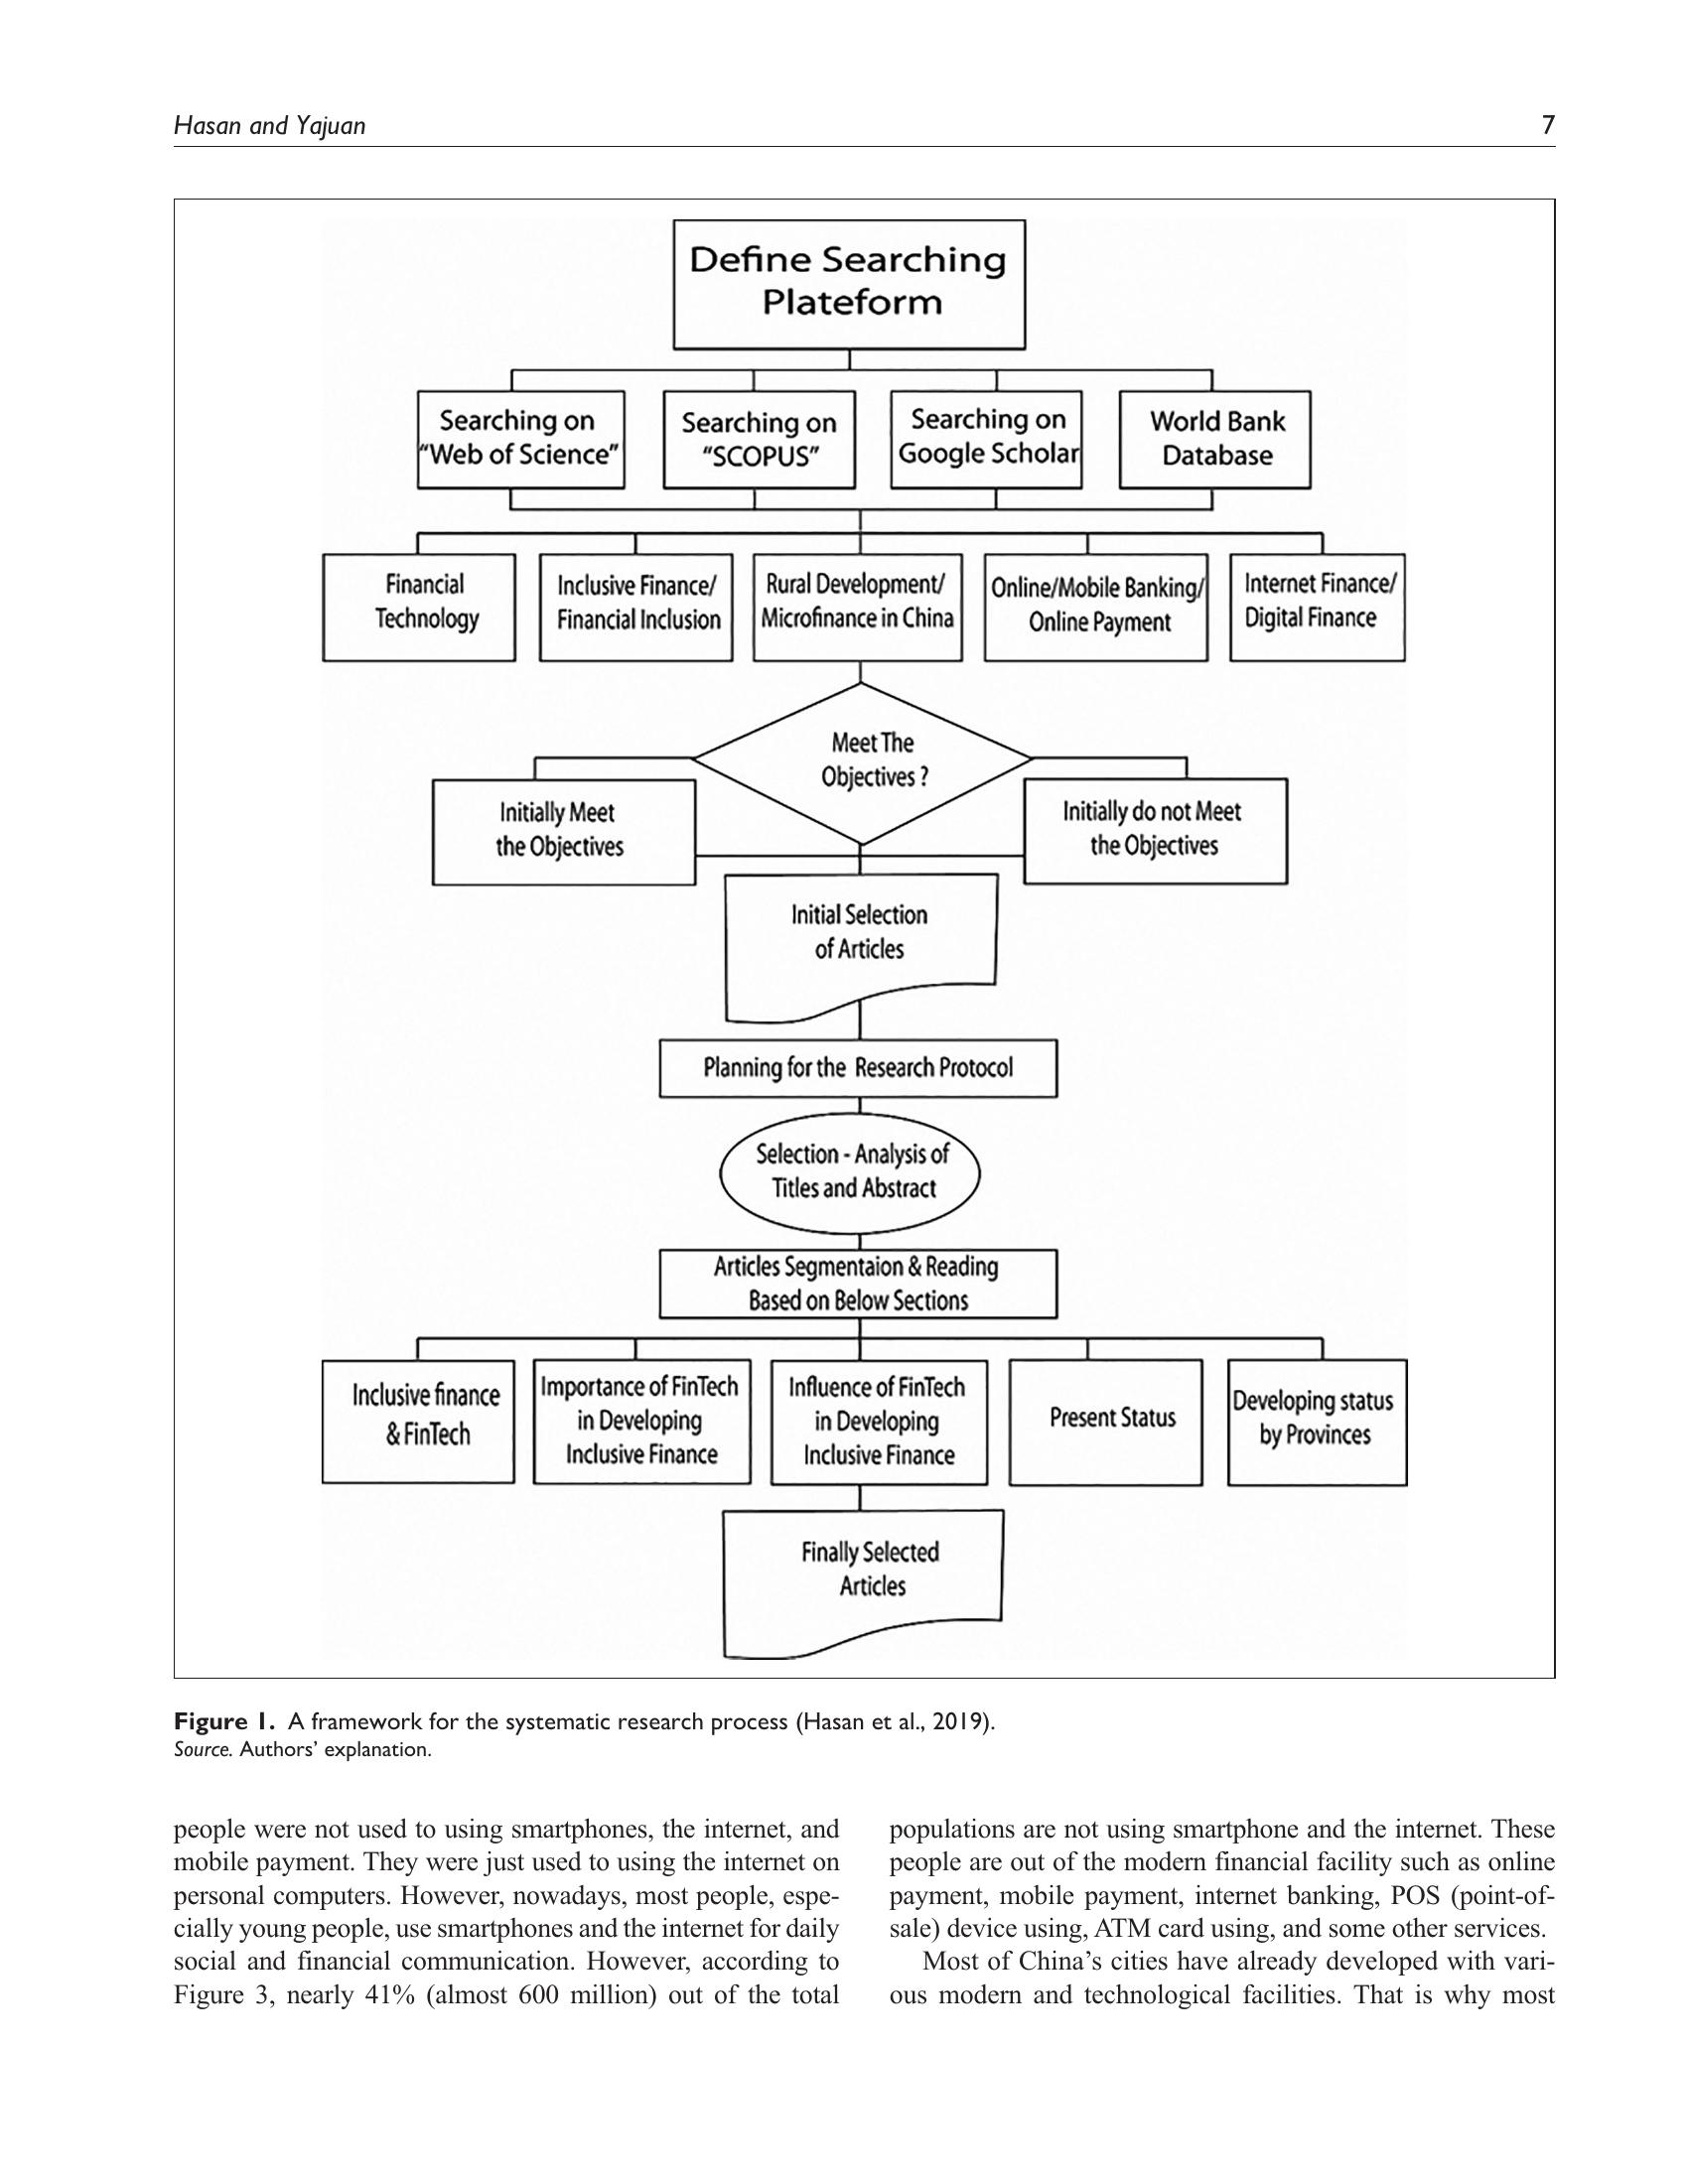 Hasan and Yajuan 7
Define Searching
Plateform
Searching on
"Web of Science"
Searching on
"SCOPUS"
Searching on
Google Scholar
World Bank
Database
Financial
Technology
Inclusive Finance/
Financial Inclusion
Rural Development/
Microfinance in China
Online/Mobile Banking/
Online Payment
Internet Finance/
Digital Finance
Meet The
Objectives ?
Initially Meet
the Objectives
Initially do not Meet
the Objectives
Initial Selection
of Articles
Planning for the Research Protocol
Selection - Analysis of
Titles and Abstract
Articles Segmentaion & Reading
Based on Below Sections
Inclusive finance
& FinTech
Importance of FinTech
in Developing
Inclusive Finance
Influence of FinTech
in Developing
Inclusive Finance
Present Status
Developing status
by Provinces
Finally Selected
Articles
Figure 1. A framework for the systematic research process (Hasan et al., 2019).
Source. Authors' explanation.
people were not used to using smartphones, the internet, and
mobile payment. They were just used to using the internet on
personal computers. However, nowadays, most people, espe-
cially young people, use smartphones and the internet for daily
social and financial communication. However, according to
Figure 3, nearly 41% (almost 600 million) out of the total
populations are not using smartphone and the internet. These
people are out of the modern financial facility such as online
payment, mobile payment, internet banking, POS (point-of-
sale) device using, ATM card using, and some other services.
Most of China's cities have already developed with vari-
ous modern and technological facilities. That is why most